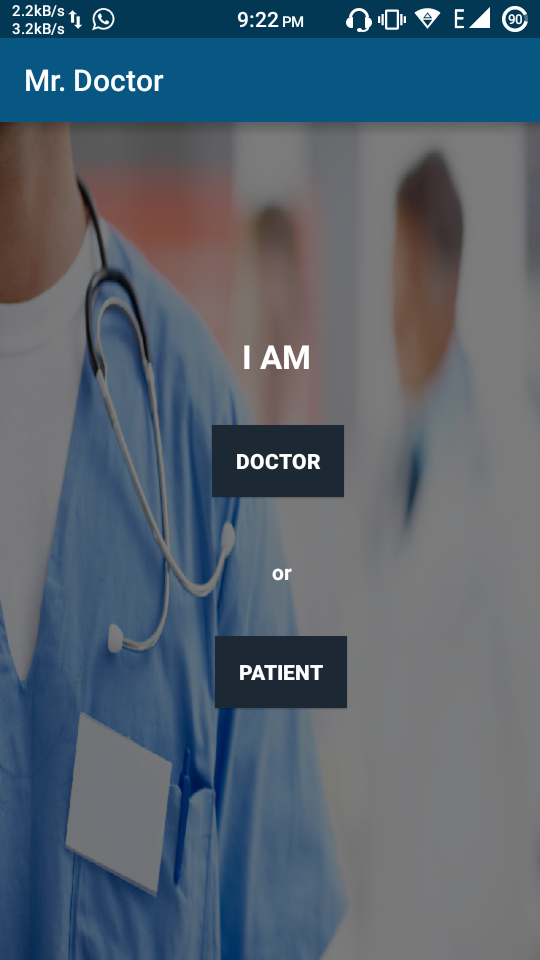 2.2kB/s
3.2kB/s
9:22 PM
E
90
Mr. Doctor
I AM
DOCTOR
or
PATIENT